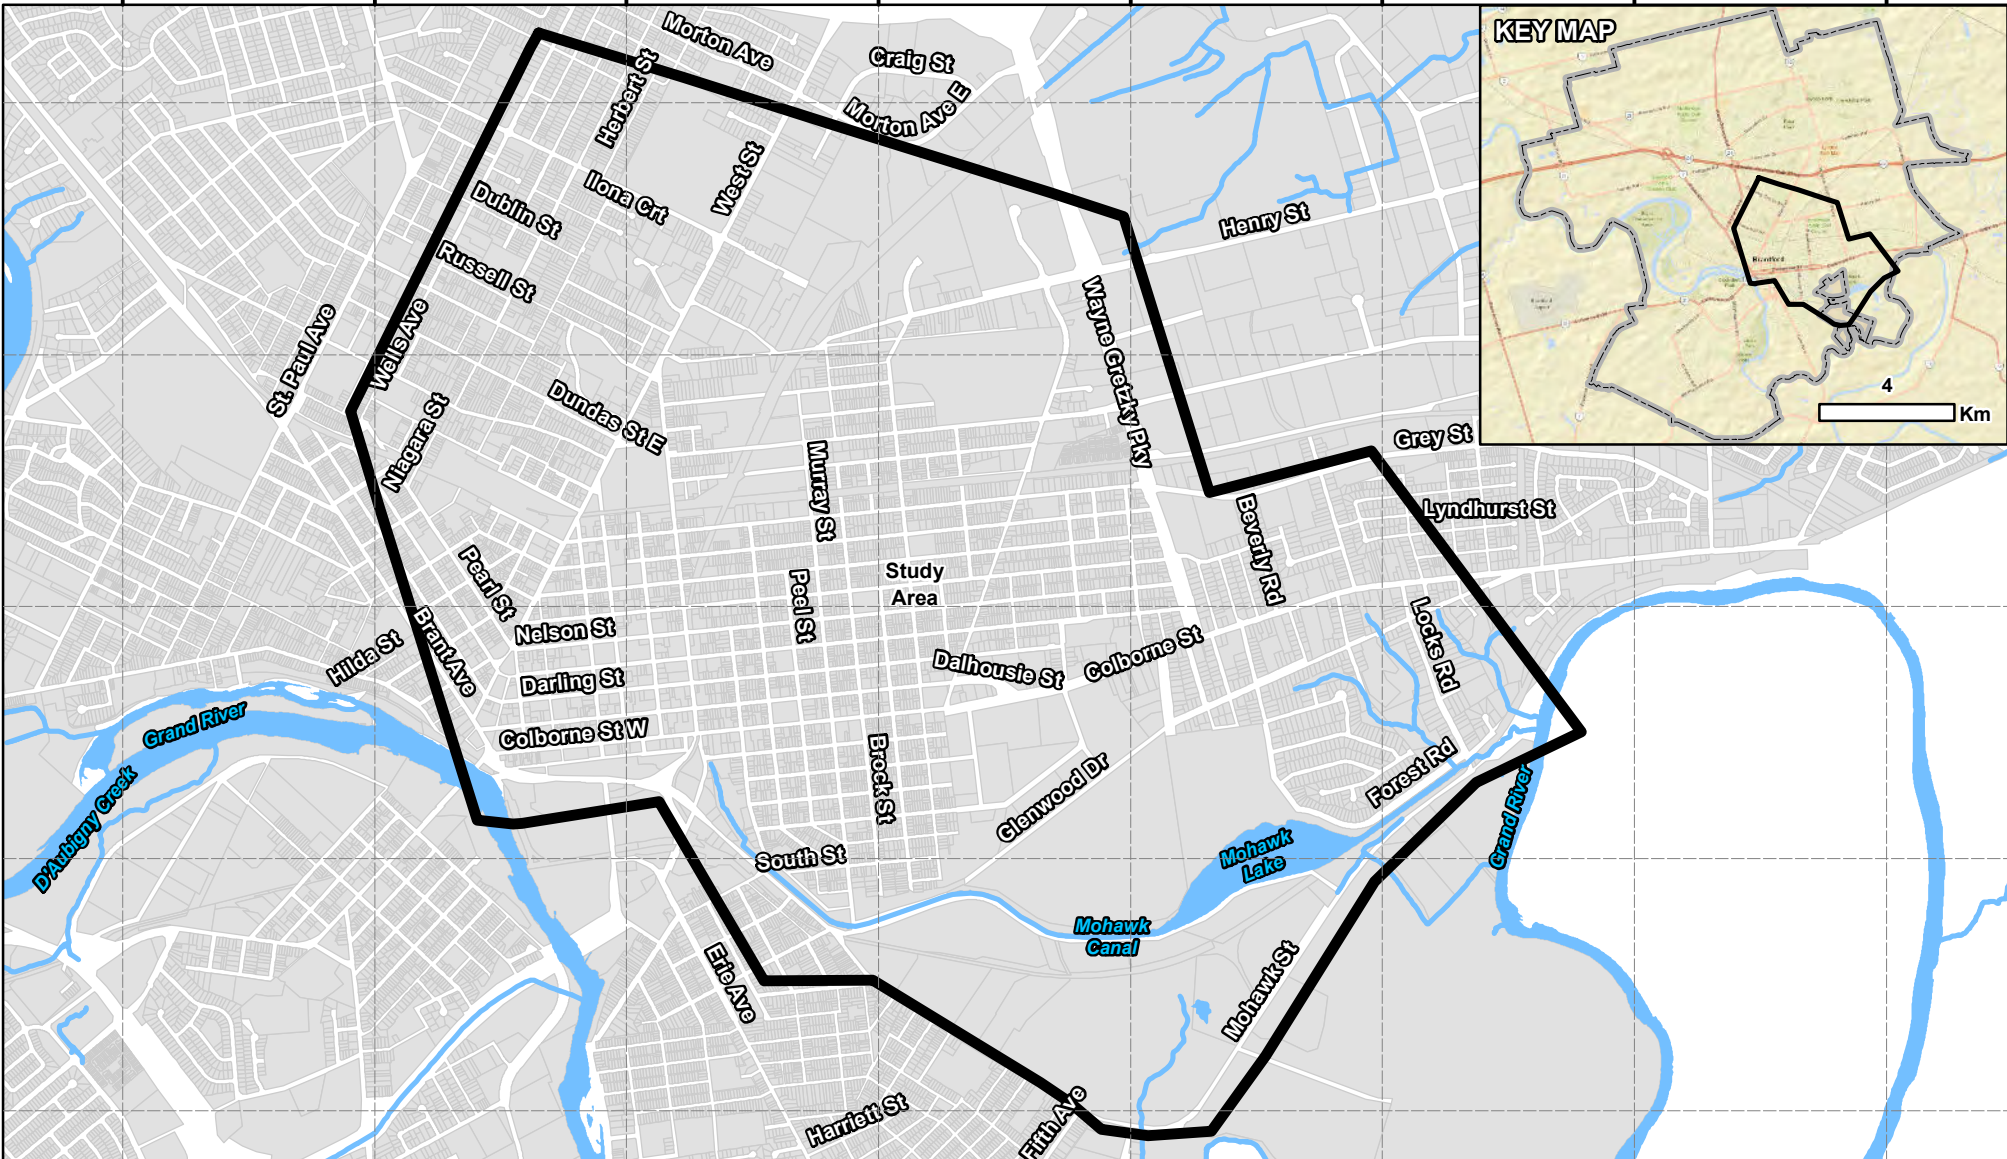 KEY MAP
Brantford
4
Km
Morton Ave
Craig St
Herbert St
Morton Ave E
West St
Ilona Crt
Dublin St
Henry St
Russell St
Wells Ave
St. Paul Ave
Wayne Gretzky Pky
Niagara St
Dundas St E
Grey St
Murray St
Lyndhurst St
Beverly Rd
Pearl St
Peel St
Study
Area
Nelson St
Hilda St
Brant Ave
Locks Rd
Dalhousie St
Colborne St
Darling St
Grand River
Colborne St W
Brock St
Glenwood Dr
Forest Rd
D'Aubigny Creek
Grand River
South St
Mohawk
Lake
Mohawk
Canal
Erie Ave
Mohawk St
Harriett St
Fifth Ave